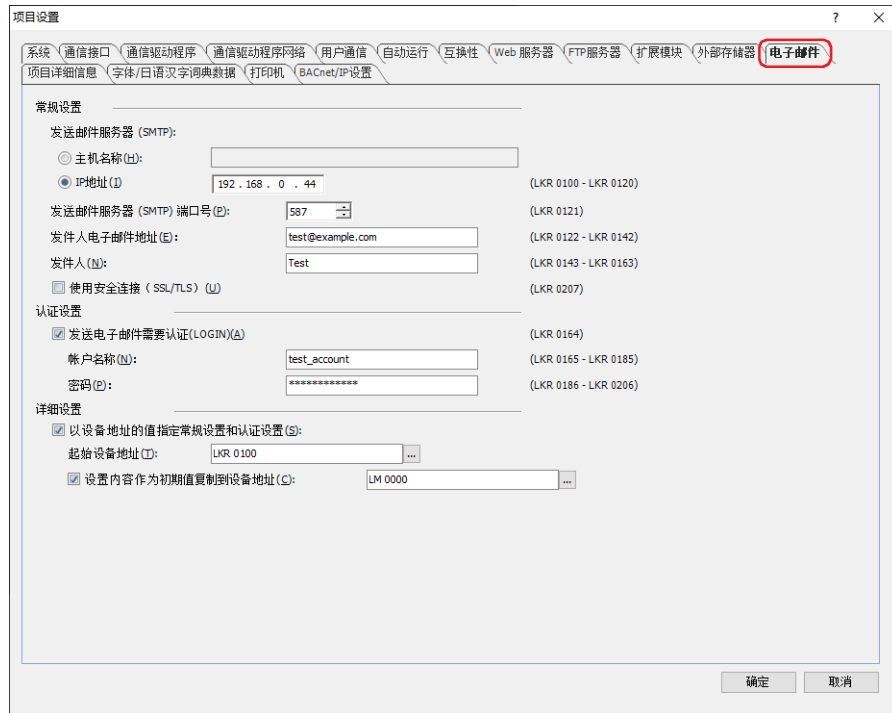 项目设置 ? ×
系统 通信接口 通信驱动程序 通信驱动程序网络 用户通信 自动运行 互换性 Web 服务器 FTP服务器 扩展模块 外部存储器 电子邮件
项目详细信息 字体/日语汉字词典数据 打印机 BACnet/IP设置
常规设置
发送邮件服务器 (SMTP):
主机名称(H):
IP地址(I) 192 . 168 . 0 . 44 (LKR 0100 - LKR 0120)
发送邮件服务器 (SMTP) 端口号(P): 587 (LKR 0121)
发件人电子邮件地址(E): test@example.com (LKR 0122 - LKR 0142)
发件人(N): Test (LKR 0143 - LKR 0163)
使用安全连接（SSL/TLS）(U) (LKR 0207)
认证设置
发送电子邮件需要认证(LOGIN)(A) (LKR 0164)
帐户名称(N): test_account (LKR 0165 - LKR 0185)
密码(P): ************ (LKR 0186 - LKR 0206)
详细设置
以设备地址的值指定常规设置和认证设置(S):
起始设备地址(T): LKR 0100 ...
设置内容作为初期值复制到设备地址(C): LM 0000 ...
确定 取消